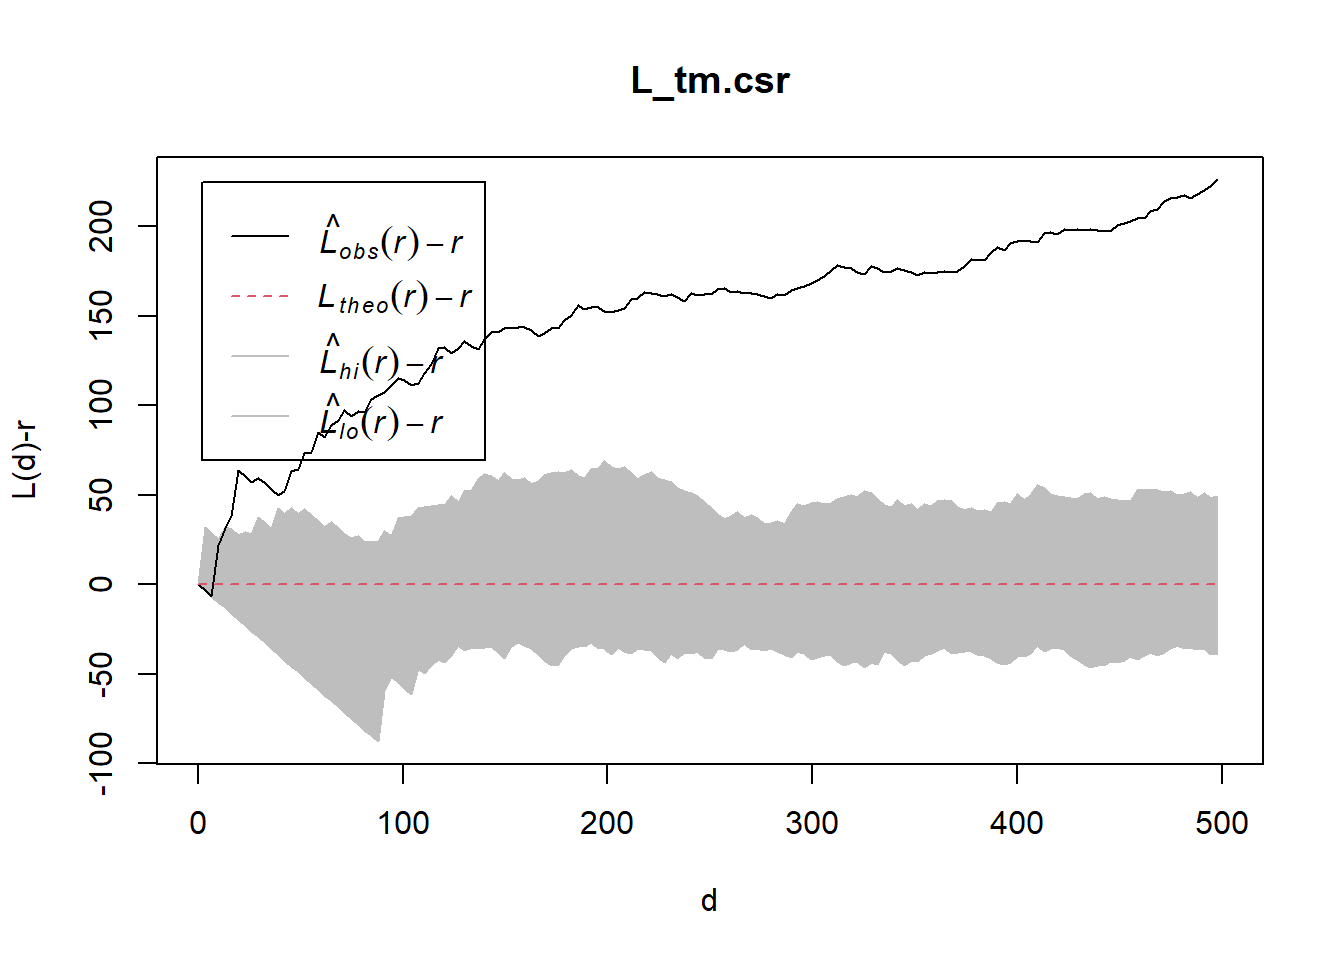 L_tm.csr
L(d)-r
200
150
100
50
0
-50
-100
L̂obs(r) − r
Ltheo(r) − r
L̂hi(r) − r
L̂lo(r) − r
0 100 200 300 400 500
d